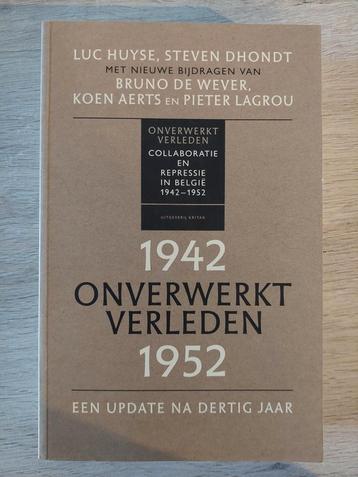 LUC HUYSE, STEVEN DHONDT
MET NIEUWE BIJDRAGEN VAN
BRUNO DE WEVER,
KOEN AERTS EN PIETER LAGROU
ONVERWERKT
VERLEDEN
COLLABORATIE
EN
REPRESSIE
IN BELGIË
1942–1952
UITGEVERIJ KRITAK
1942
ONVERWERKT
VERLEDEN
1952
EEN UPDATE NA DERTIG JAAR